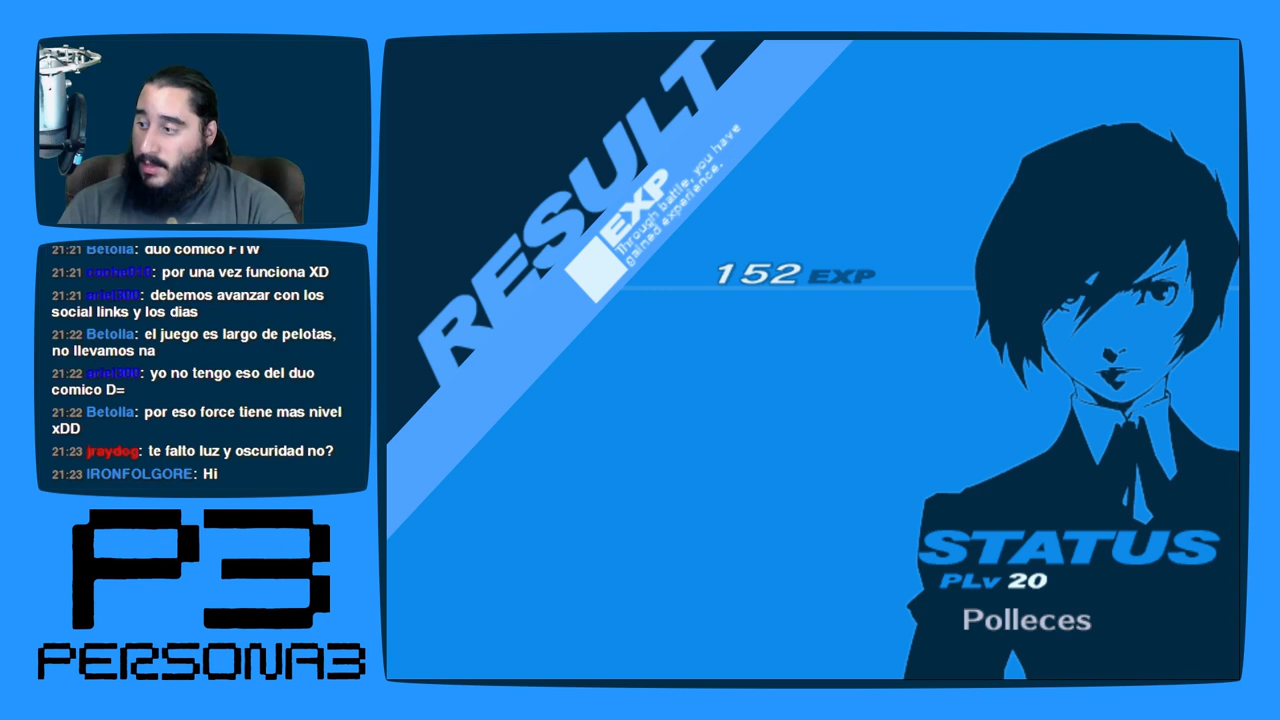 21:21 Betolla: duo comico FTW
21:21 : por una vez funciona XD
21:21 ariel300: debemos avanzar con los
social links y los dias
21:22 Betolla: el juego es largo de pelotas,
no llevamos na
21:22 ariel300: yo no tengo eso del duo
comico D=
21:22 Betolla: por eso force tiene mas nivel
xDD
21:23 jraydog: te falto luz y oscuridad no?
21:23 IRONFOLGORE: Hi
P3
PERSONA3
RESULT
EXP
Through battle, you have
gained experience.
152 EXP
STATUS
PLv 20
Polleces